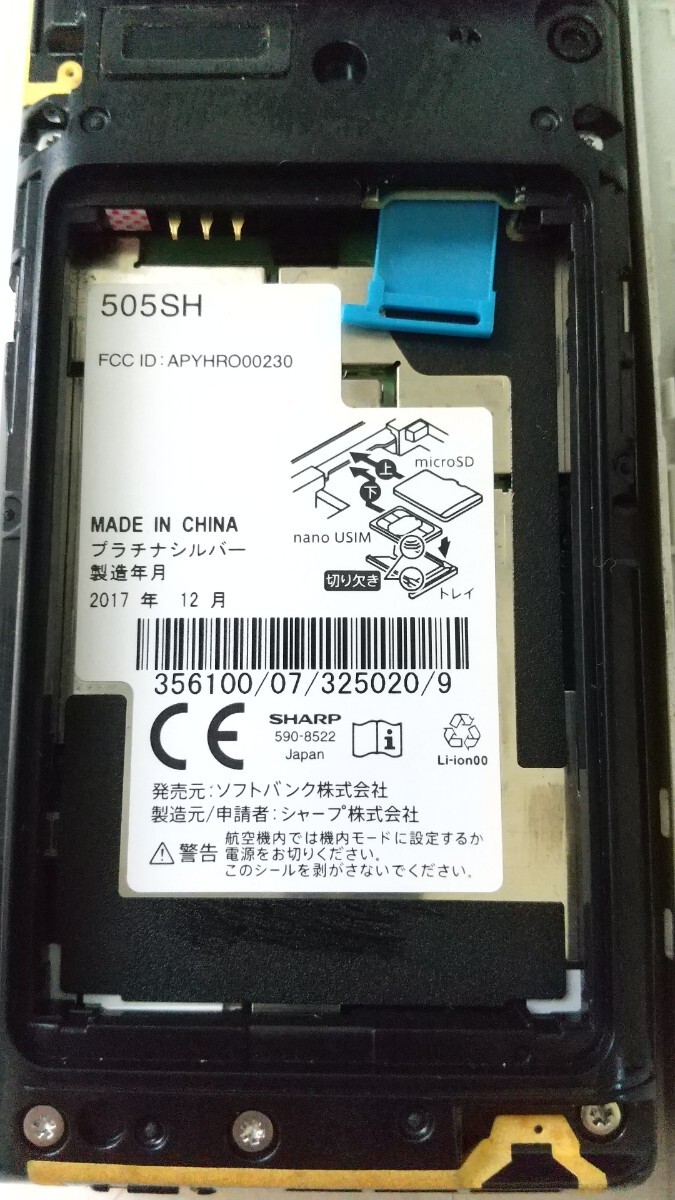 505SH
FCC ID : APYHRO00230
microSD
上
下
nano USIM
切り欠き
トレイ
MADE IN CHINA
プラチナシルバー
製造年月
2017 年 12 月
356100/07/325020/9
CE
SHARP
590-8522
Japan
i
Li-ion00
発売元:ソフトバンク株式会社
製造元/申請者:シャープ株式会社
警告
航空機内では機内モードに設定するか
電源をお切りください。
このシールを剥がさないでください。